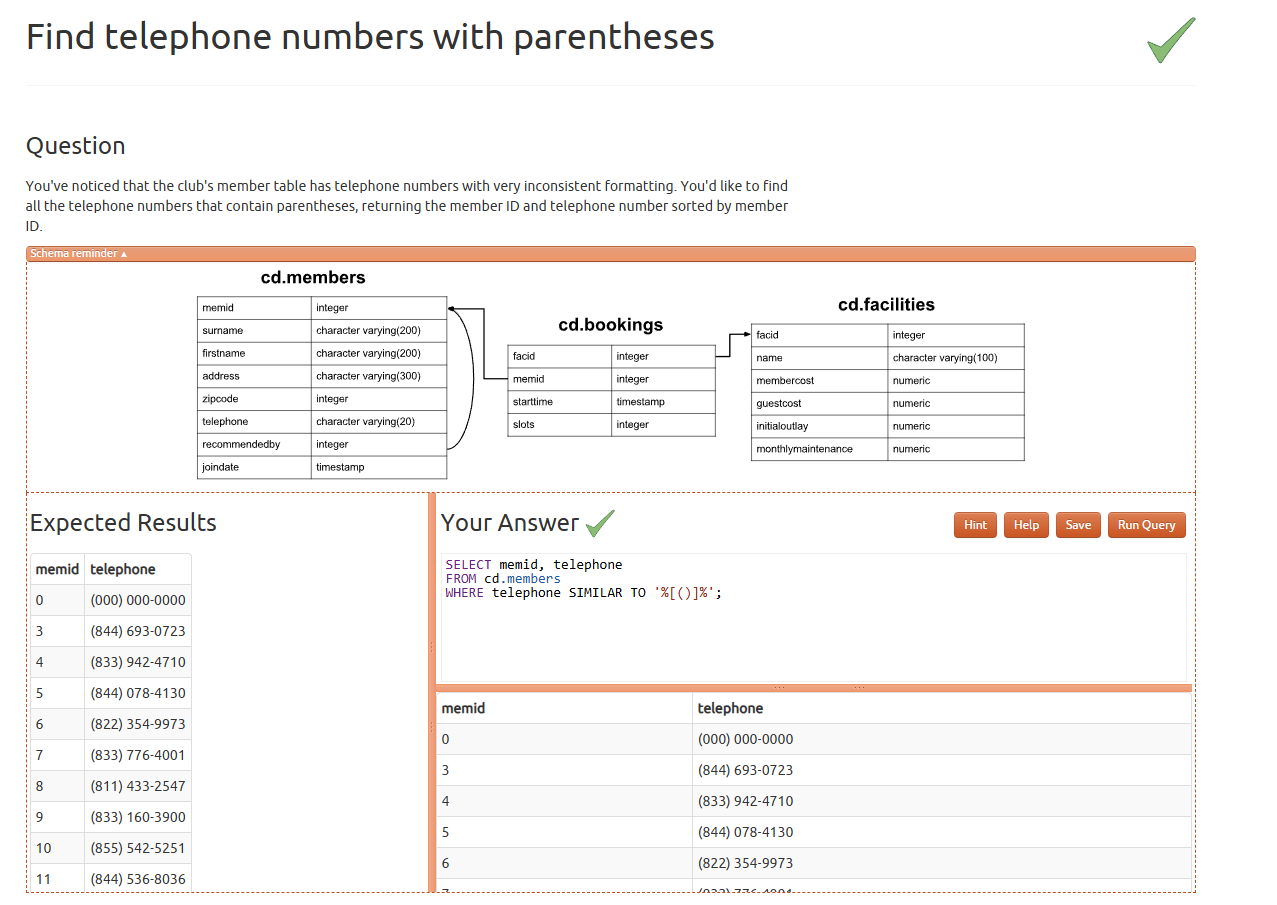 Find telephone numbers with parentheses
Question
You've noticed that the club's member table has telephone numbers with very inconsistent formatting. You'd like to find
all the telephone numbers that contain parentheses, returning the member ID and telephone number sorted by member
ID.
Schema reminder ▲
cd.members
memid integer
surname character varying(200)
firstname character varying(200)
address character varying(300)
zipcode integer
telephone character varying(20)
recommendedby integer
joindate timestamp
cd.bookings
facid integer
memid integer
starttime timestamp
slots integer
cd.facilities
facid integer
name character varying(100)
membercost numeric
guestcost numeric
initialoutlay numeric
monthlymaintenance numeric
Expected Results
memid telephone
0 (000) 000-0000
3 (844) 693-0723
4 (833) 942-4710
5 (844) 078-4130
6 (822) 354-9973
7 (833) 776-4001
8 (811) 433-2547
9 (833) 160-3900
10 (855) 542-5251
11 (844) 536-8036
Your Answer
Hint Help Save Run Query
SELECT memid, telephone
FROM cd.members
WHERE telephone SIMILAR TO '%[()]%';
memid telephone
0 (000) 000-0000
3 (844) 693-0723
4 (833) 942-4710
5 (844) 078-4130
6 (822) 354-9973